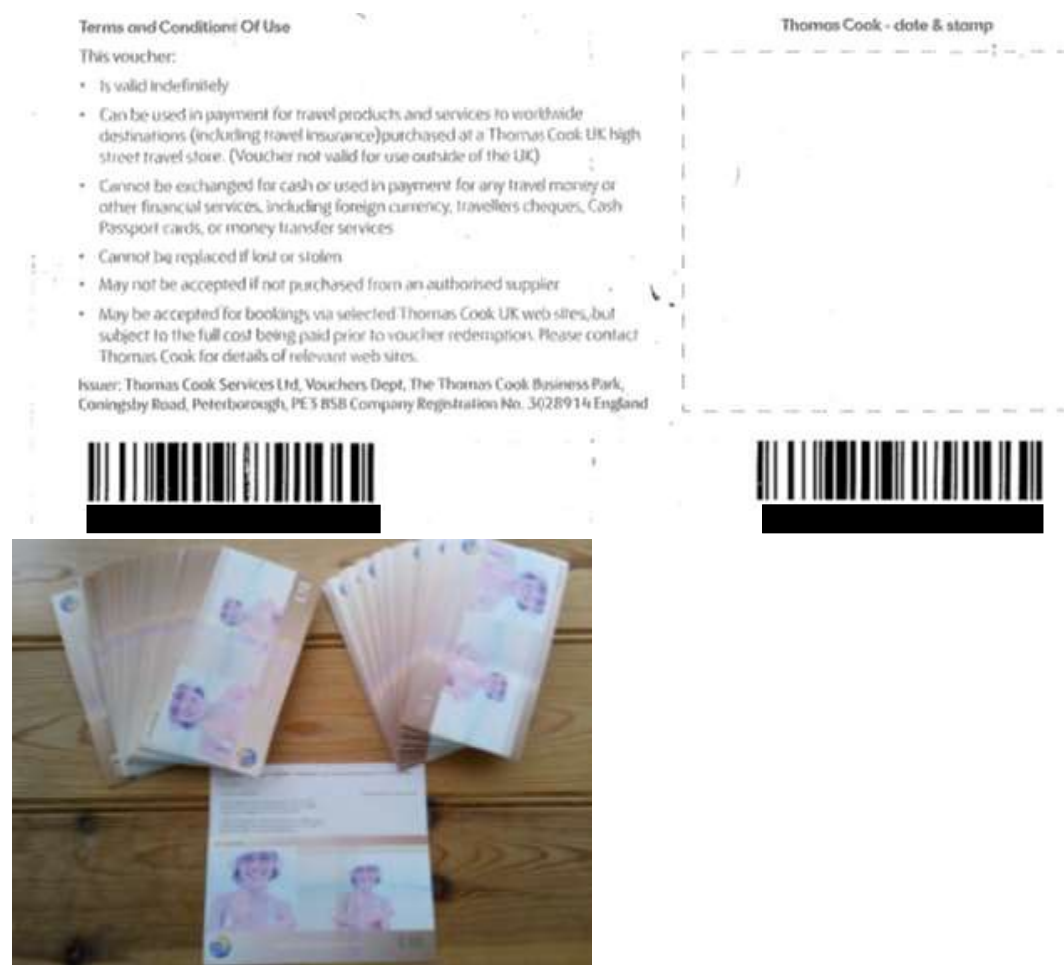 Terms and Conditions Of Use
This voucher:
• Is valid indefinitely
• Can be used in payment for travel products and services to worldwide
destinations (including travel insurance)purchased at a Thomas Cook UK high
street travel store. (Voucher not valid for use outside of the UK)
• Cannot be exchanged for cash or used in payment for any travel money or
other financial services, including foreign currency, travellers cheques, Cash
Passport cards, or money transfer services
• Cannot be replaced if lost or stolen
• May not be accepted if not purchased from an authorised supplier
• May be accepted for bookings via selected Thomas Cook UK web sites, but
subject to the full cost being paid prior to voucher redemption. Please contact
Thomas Cook for details of relevant web sites.
Issuer: Thomas Cook Services Ltd, Vouchers Dept, The Thomas Cook Business Park,
Coningsby Road, Peterborough, PE3 8SB Company Registration No. 3028914 England
Thomas Cook - date & stamp